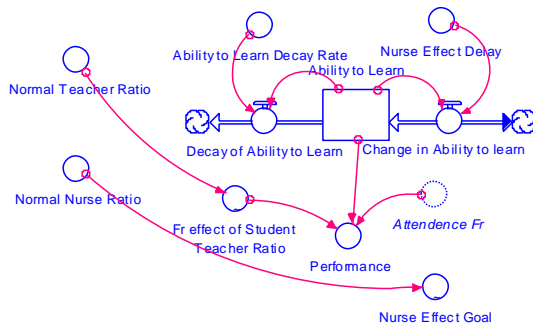 Ability to Learn Decay Rate
Nurse Effect Delay
Normal Teacher Ratio
Ability to Learn
Decay of Ability to Learn
Change in Ability to learn
Normal Nurse Ratio
Fr effect of Student
Teacher Ratio
Attendence Fr
Performance
Nurse Effect Goal